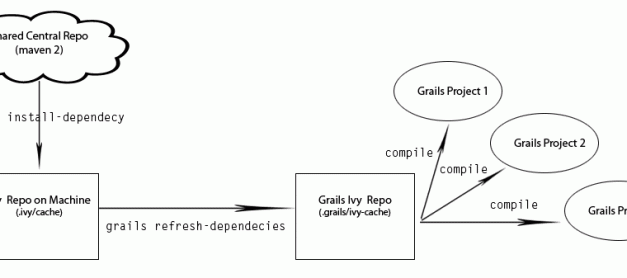 hared Central Repo
(maven 2)
install-dependecy
Grails Project 1
Grails Project 2
compile
compile
compile
Grails Pr
y Repo on Machine
(.ivy/cache)
Grails Ivy Repo
(.grails/ivy-cache)
grails refresh-dependecies